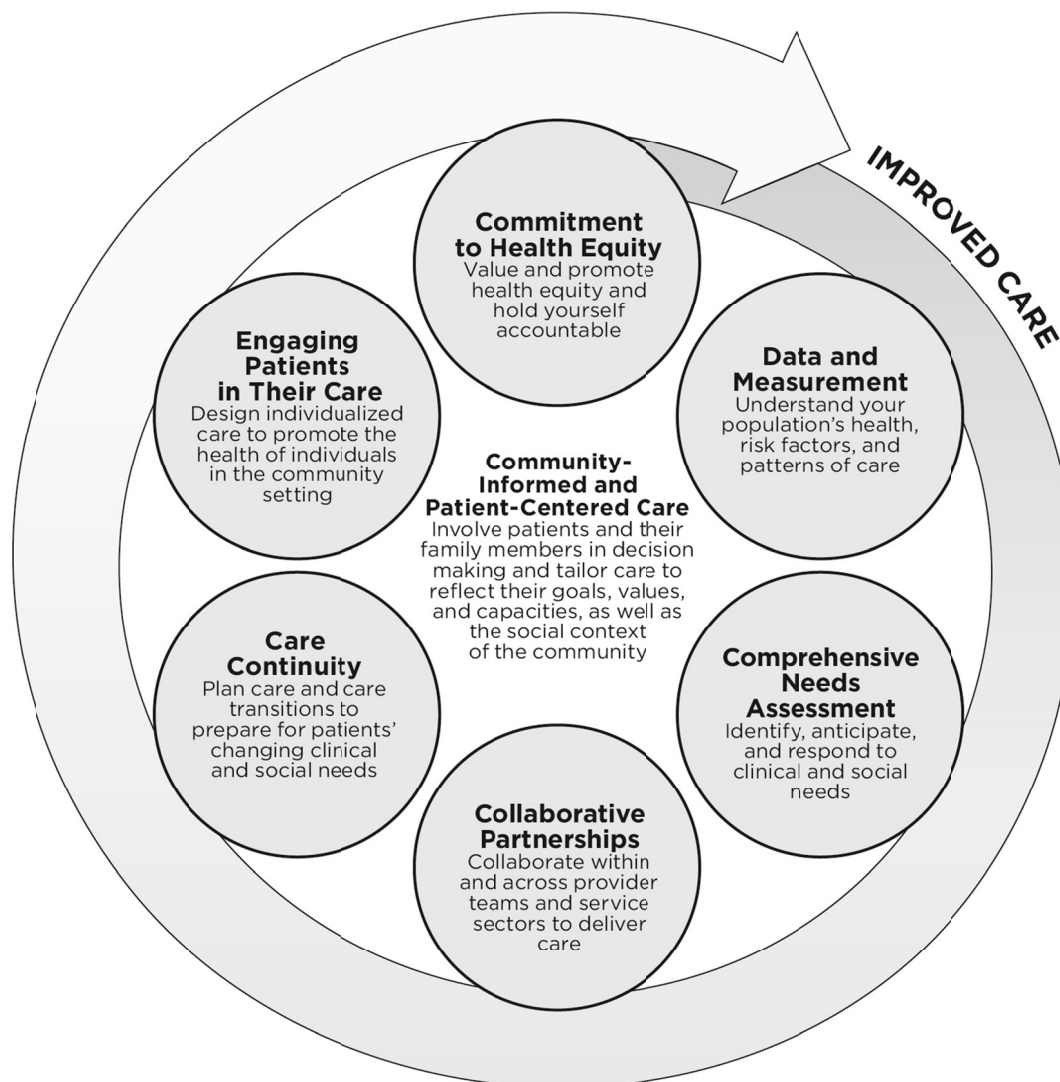 IMPROVED CARE
Commitment
to Health Equity
Value and promote
health equity and
hold yourself
accountable
Data and
Measurement
Understand your
population's health,
risk factors, and
patterns of care
Comprehensive
Needs
Assessment
Identify, anticipate,
and respond to
clinical and social
needs
Collaborative
Partnerships
Collaborate within
and across provider
teams and service
sectors to deliver
care
Care
Continuity
Plan care and care
transitions to
prepare for patients'
changing clinical
and social needs
Engaging
Patients
in Their Care
Design individualized
care to promote the
health of individuals
in the community
setting
Community-
Informed and
Patient-Centered Care
Involve patients and their
family members in decision
making and tailor care to
reflect their goals, values,
and capacities, as well as
the social context
of the community